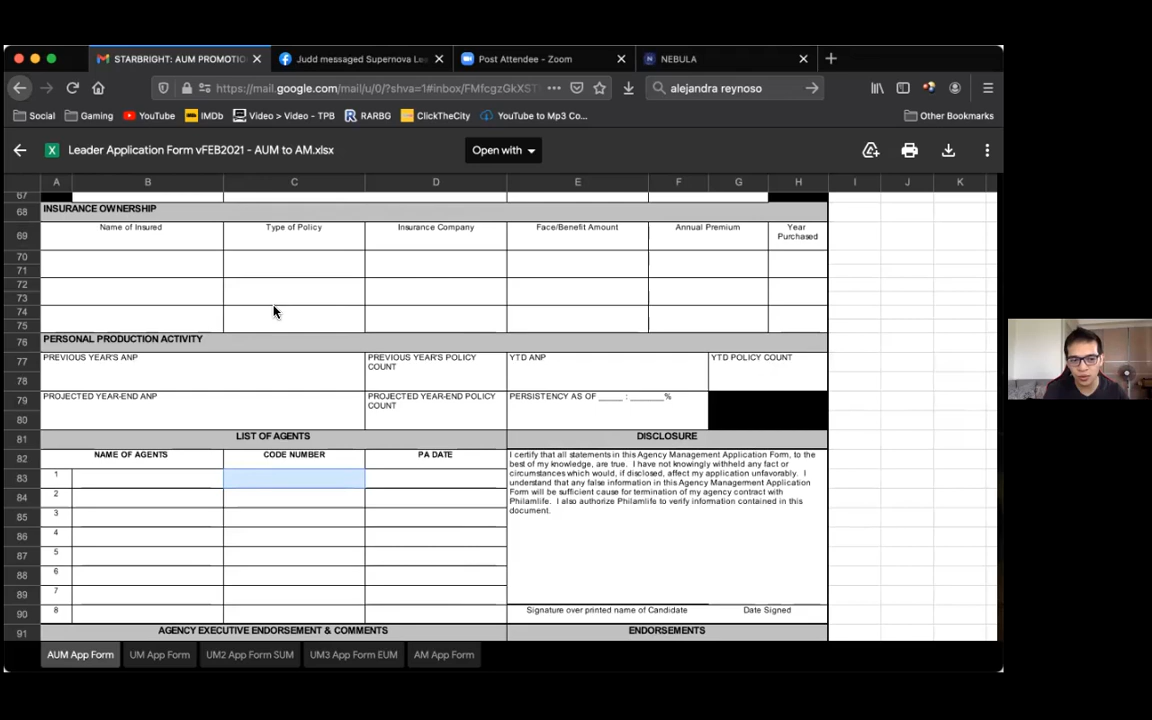 STARBRIGHT: AUM PROMOTIO
Judd messaged Supernova Lea
Post Attendee - Zoom
NEBULA
https://mail.google.com/mail/u/0/?shva=1#inbox/FMfcgzGkXST
alejandra reynoso
Social
Gaming
YouTube
IMDb
Video > Video - TPB
RARBG
ClickTheCity
YouTube to Mp3 Co...
Other Bookmarks
Leader Application Form vFEB2021 - AUM to AM.xlsx
Open with
A B C D E F G H I J K
67
68 INSURANCE OWNERSHIP
69 Name of Insured Type of Policy Insurance Company Face/Benefit Amount Annual Premium Year Purchased
70
71
72
73
74
75
76 PERSONAL PRODUCTION ACTIVITY
77 PREVIOUS YEAR'S ANP PREVIOUS YEAR'S POLICY COUNT YTD ANP YTD POLICY COUNT
78
79 PROJECTED YEAR-END ANP PROJECTED YEAR-END POLICY COUNT PERSISTENCY AS OF _____ : _______%
80
81 LIST OF AGENTS DISCLOSURE
82 NAME OF AGENTS CODE NUMBER PA DATE
I certify that all statements in this Agency Management Application Form, to the
best of my knowledge, are true. I have not knowingly withheld any fact or
circumstances which would, if disclosed, affect my application unfavorably. I
understand that any false information in this Agency Management Application
Form will be sufficient cause for termination of my agency contract with
Philamlife. I also authorize Philamlife to verify information contained in this
document.
83 1
84 2
85 3
86 4
87 5
88 6
89 7
90 8 Signature over printed name of Candidate Date Signed
91 AGENCY EXECUTIVE ENDORSEMENT & COMMENTS ENDORSEMENTS
AUM App Form
UM App Form
UM2 App Form SUM
UM3 App Form EUM
AM App Form